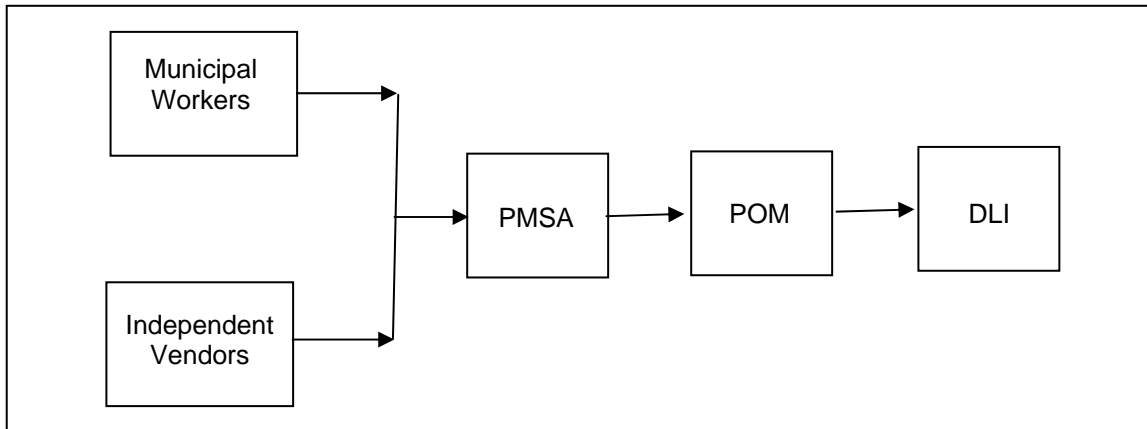 Municipal
Workers
PMSA
POM
DLI
Independent
Vendors